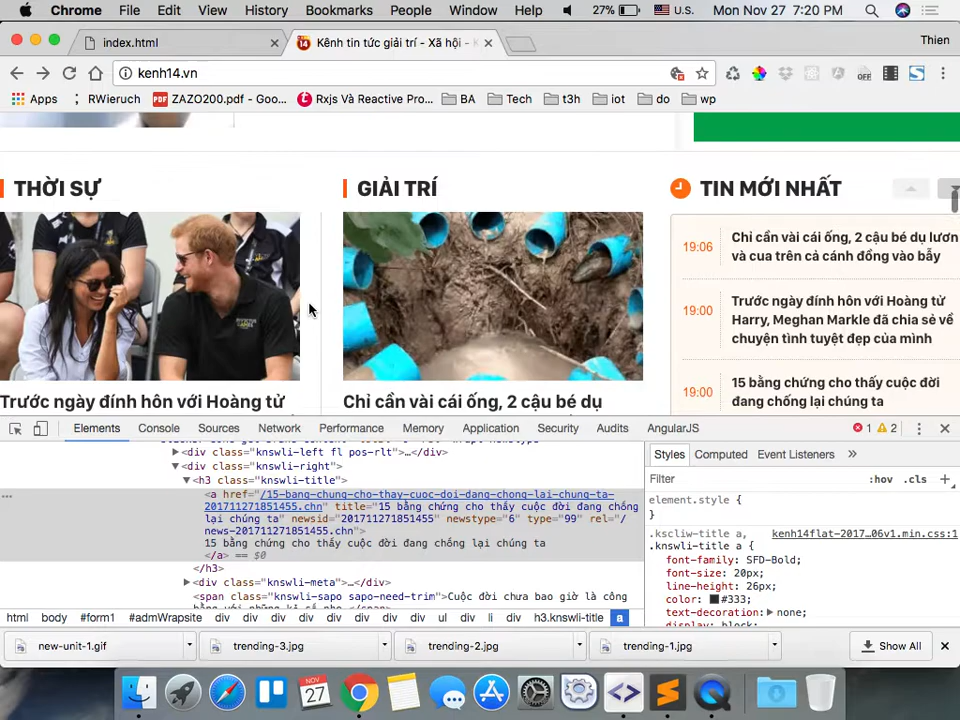 Chrome File Edit View History Bookmarks People Window Help 27% U.S. Mon Nov 27 7:20 PM
index.html Kênh tin tức giải trí - Xã hội - Thien
kenh14.vn
Apps RWieruch ZAZO200.pdf - Goo... Rxjs Và Reactive Pro... BA Tech t3h iot do wp
THỜI SỰ GIẢI TRÍ TIN MỚI NHẤT
19:06 Chỉ cần vài cái ống, 2 cậu bé dụ lươn
và cua trên cả cánh đồng vào bẫy
19:00 Trước ngày đính hôn với Hoàng tử
Harry, Meghan Markle đã chia sẻ về
chuyện tình tuyệt đẹp của mình
19:00 15 bằng chứng cho thấy cuộc đời
đang chống lại chúng ta
Trước ngày đính hôn với Hoàng tử Chỉ cần vài cái ống, 2 cậu bé dụ
Elements Console Sources Network Performance Memory Application Security Audits AngularJS 1 2
▶<div class="knswli-left fl pos-rlt">…</div>
▼<div class="knswli-right">
▼<h3 class="knswli-title">
<a href="/15-bang-chung-cho-thay-cuoc-doi-dang-chong-lai-chung-ta-
201711271851455.chn" title="15 bằng chứng cho thấy cuộc đời đang chống
lại chúng ta" newsid="201711271851455" newstype="6" type="99" rel="/
news-201711271851455.chn">
15 bằng chứng cho thấy cuộc đời đang chống lại chúng ta
</a> == $0
</h3>
▶<div class="knswli-meta">…</div>
<span class="knswli-sapo sapo-need-trim">Cuộc đời chưa bao giờ là công
html body #form1 #admWrapsite div div div div div ul div li div h3.knswli-title a
Styles Computed Event Listeners »
Filter :hov .cls +
element.style {
}
.kscliw-title a, kenh14flat-2017…06v1.min.css:1
.knswli-title a {
font-family: SFD-Bold;
font-size: 20px;
line-height: 26px;
color: #333;
text-decoration: none;
display: block;
new-unit-1.gif trending-3.jpg trending-2.jpg trending-1.jpg Show All
NOV
27